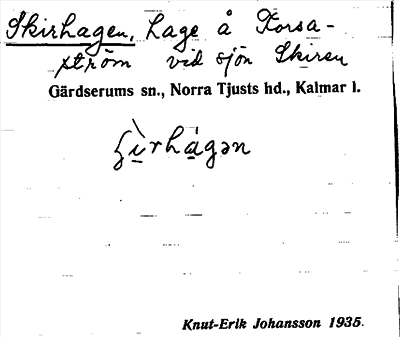 Skirhagen, Hage å Korsa-
ström vid sjön Skiren
Gärdserums sn., Norra Tjusts hd., Kalmar l.
Knut-Erik Johansson 1935.